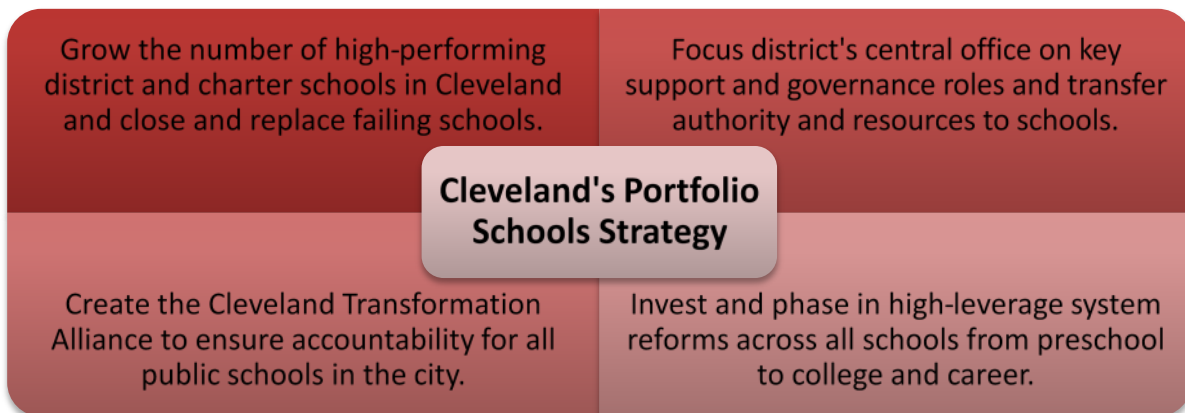 Grow the number of high-performing
district and charter schools in Cleveland
and close and replace failing schools.
Focus district's central office on key
support and governance roles and transfer
authority and resources to schools.
Cleveland's Portfolio
Schools Strategy
Create the Cleveland Transformation
Alliance to ensure accountability for all
public schools in the city.
Invest and phase in high-leverage system
reforms across all schools from preschool
to college and career.